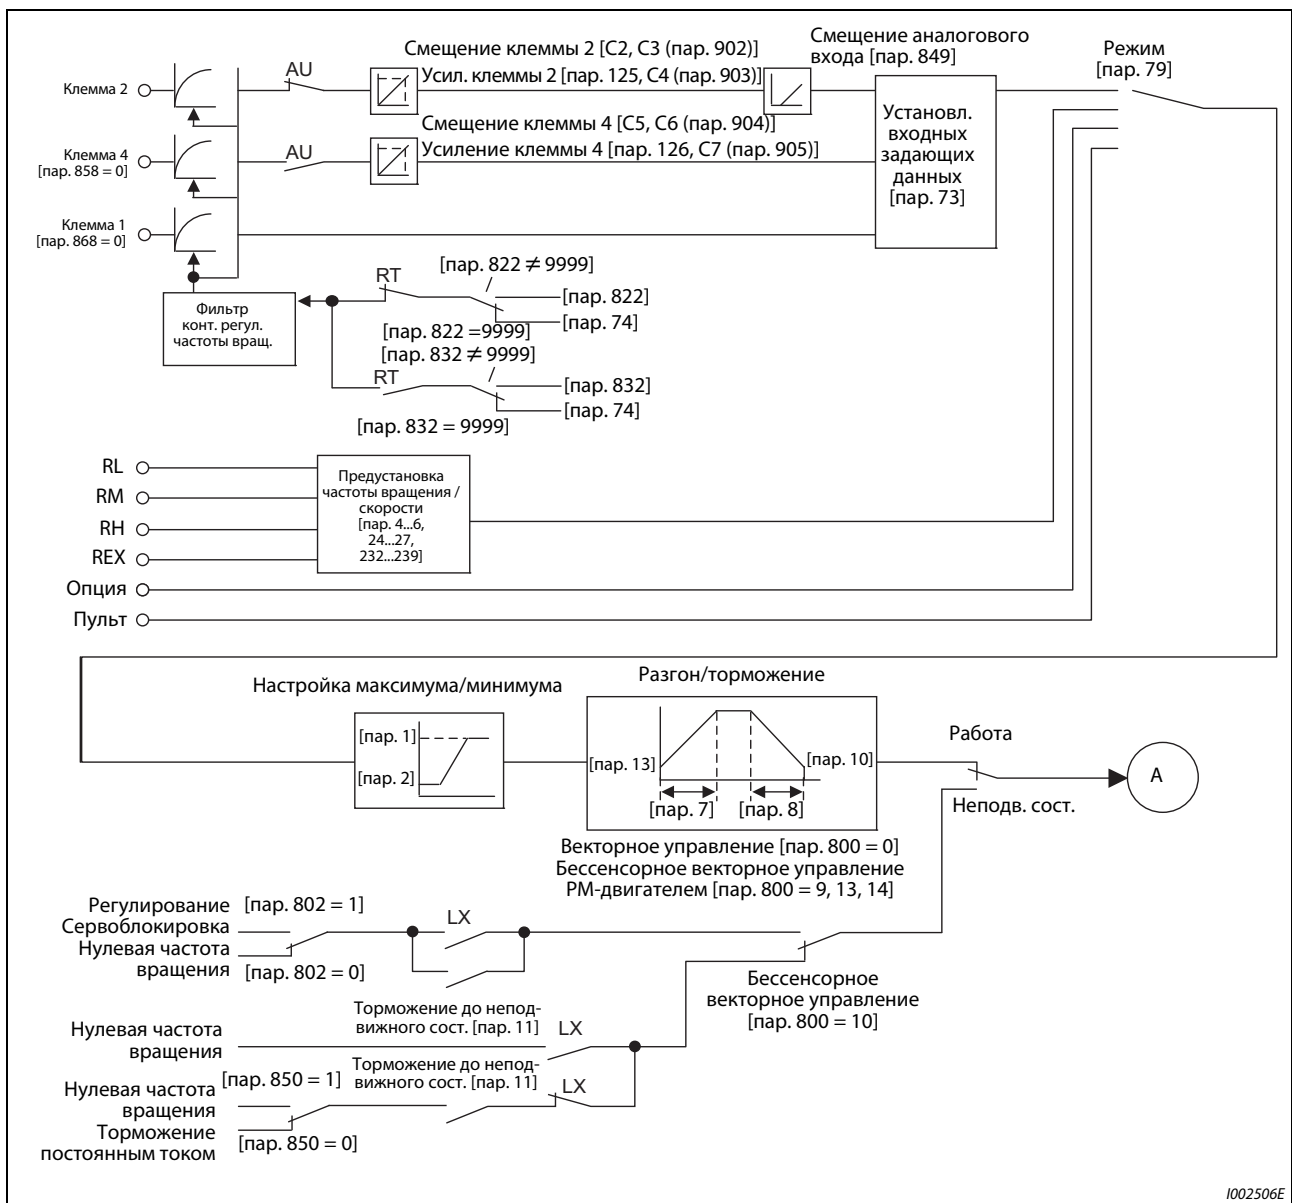 Смещение клеммы 2 [C2, C3 (пар. 902)]
Смещение аналогового
входа [пар. 849]
Режим
[пар. 79]
Клемма 2
AU
Усил. клеммы 2 [пар. 125, C4 (пар. 903)]
Установл.
входных
задающих
данных
[пар. 73]
Смещение клеммы 4 [C5, C6 (пар. 904)]
Клемма 4
[пар. 858 = 0]
AU
Усиление клеммы 4 [пар. 126, C7 (пар. 905)]
Клемма 1
[пар. 868 = 0]
RT
[пар. 822 ≠ 9999]
[пар. 822]
[пар. 74]
Фильтр
конт. регул.
частоты вращ.
[пар. 822 =9999]
[пар. 832 ≠ 9999]
RT
[пар. 832]
[пар. 74]
[пар. 832 = 9999]
RL
RM
RH
REX
Предустановка
частоты вращения /
скорости
[пар. 4...6,
24...27,
232...239]
Опция
Пульт
Настройка максимума/минимума
Разгон/торможение
[пар. 1]
[пар. 2]
[пар. 13]
[пар. 10]
[пар. 7]
[пар. 8]
Работа
A
Неподв. сост.
Векторное управление [пар. 800 = 0]
Бессенсорное векторное управление
PM-двигателем [пар. 800 = 9, 13, 14]
Регулирование
Сервоблокировка
[пар. 802 = 1]
LX
Нулевая частота
вращения
[пар. 802 = 0]
Бессенсорное
векторное управление
[пар. 800 = 10]
Торможение до непод-
вижного сост. [пар. 11]
LX
Нулевая частота
вращения
Торможение до непод-
вижного сост. [пар. 11]
LX
[пар. 850 = 1]
Нулевая частота
вращения
Торможение
постоянным током
[пар. 850 = 0]
I002506E